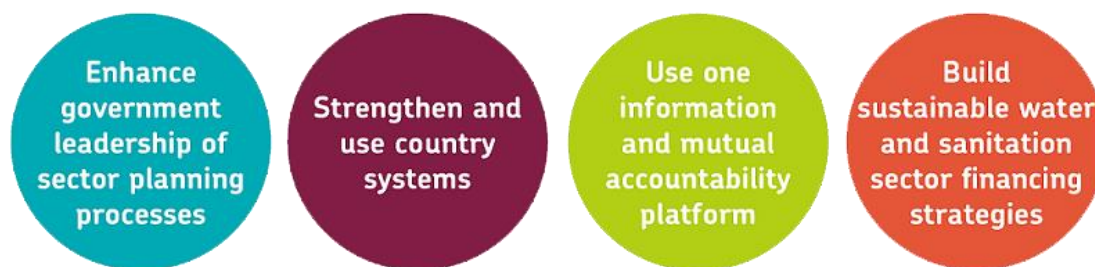 Enhance
government
leadership of
sector planning
processes
Strengthen and
use country
systems
Use one
information
and mutual
accountability
platform
Build
sustainable water
and sanitation
sector financing
strategies